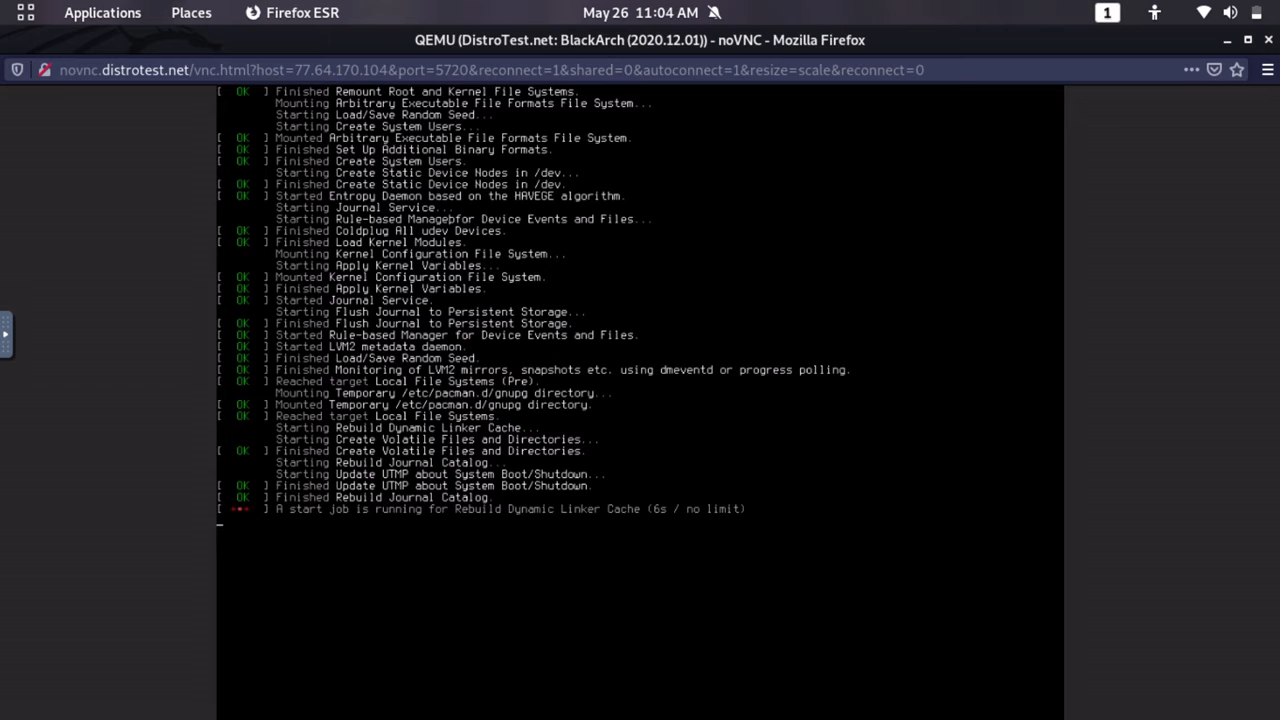 Applications Places Firefox ESR May 26 11:04 AM 1
QEMU (DistroTest.net: BlackArch (2020.12.01)) - noVNC - Mozilla Firefox
novnc.distrotest.net/vnc.html?host=77.64.170.104&port=5720&reconnect=1&shared=0&autoconnect=1&resize=scale&reconnect=0
[ OK ] Finished Remount Root and Kernel File Systems.
Mounting Arbitrary Executable File Formats File System...
Starting Load/Save Random Seed...
Starting Create System Users...
[ OK ] Mounted Arbitrary Executable File Formats File System.
[ OK ] Finished Set Up Additional Binary Formats.
[ OK ] Finished Create System Users.
Starting Create Static Device Nodes in /dev...
[ OK ] Finished Create Static Device Nodes in /dev.
[ OK ] Started Entropy Daemon based on the HAVEGE algorithm.
Starting Journal Service...
Starting Rule-based Manager for Device Events and Files...
[ OK ] Finished Coldplug All udev Devices.
[ OK ] Finished Load Kernel Modules.
Mounting Kernel Configuration File System...
Starting Apply Kernel Variables...
[ OK ] Mounted Kernel Configuration File System.
[ OK ] Finished Apply Kernel Variables.
[ OK ] Started Journal Service.
Starting Flush Journal to Persistent Storage...
[ OK ] Finished Flush Journal to Persistent Storage.
[ OK ] Started Rule-based Manager for Device Events and Files.
[ OK ] Started LVM2 metadata daemon.
[ OK ] Finished Load/Save Random Seed.
[ OK ] Finished Monitoring of LVM2 mirrors, snapshots etc. using dmeventd or progress polling.
[ OK ] Reached target Local File Systems (Pre).
Mounting Temporary /etc/pacman.d/gnupg directory...
[ OK ] Mounted Temporary /etc/pacman.d/gnupg directory.
[ OK ] Reached target Local File Systems.
Starting Rebuild Dynamic Linker Cache...
Starting Create Volatile Files and Directories...
[ OK ] Finished Create Volatile Files and Directories.
Starting Rebuild Journal Catalog...
Starting Update UTMP about System Boot/Shutdown...
[ OK ] Finished Update UTMP about System Boot/Shutdown.
[ OK ] Finished Rebuild Journal Catalog.
[ *** ] A start job is running for Rebuild Dynamic Linker Cache (6s / no limit)